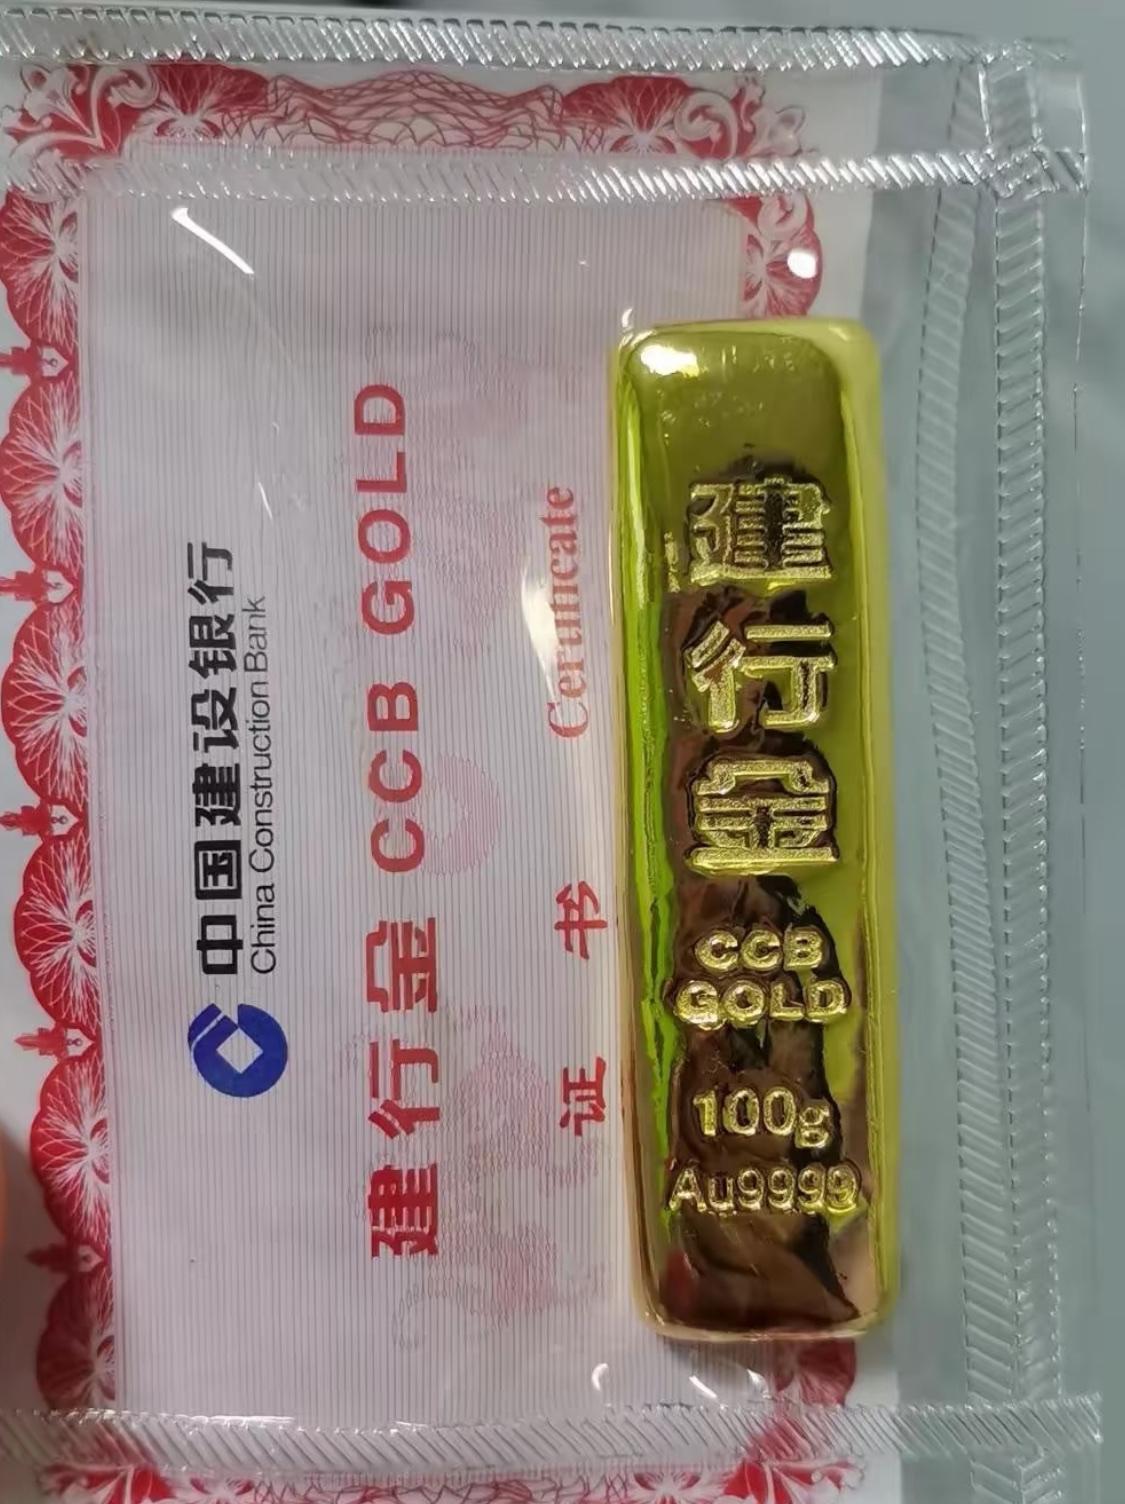 中国建设银行
China Construction Bank
建行金 CCB GOLD
证 书
建行金
CCB
GOLD
100g
Au9999